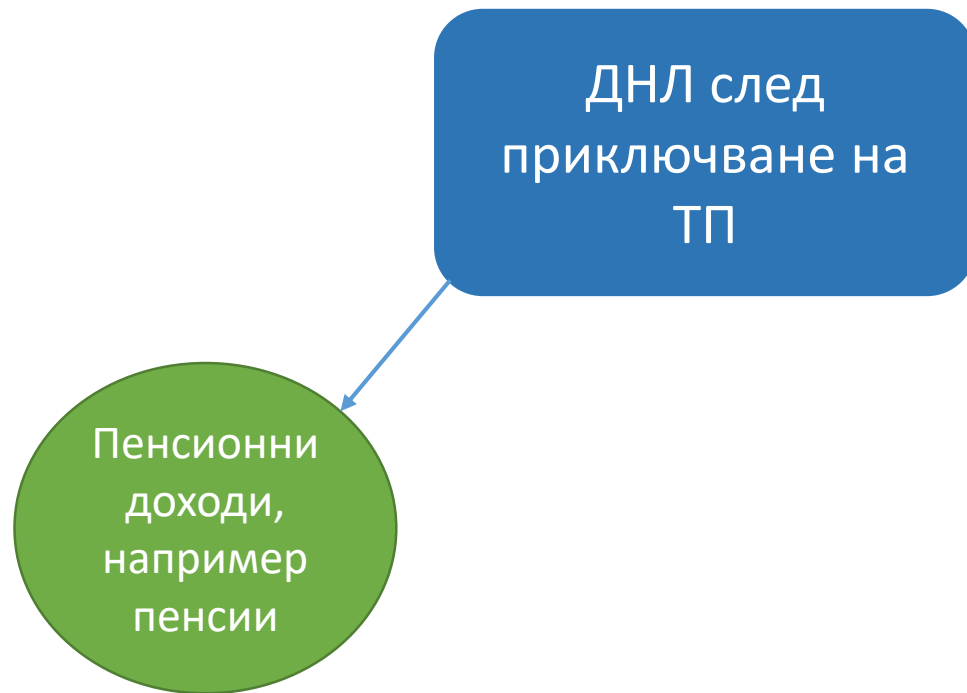 ДНЛ след
приключване на
ТП
Пенсионни
доходи,
например
пенсии